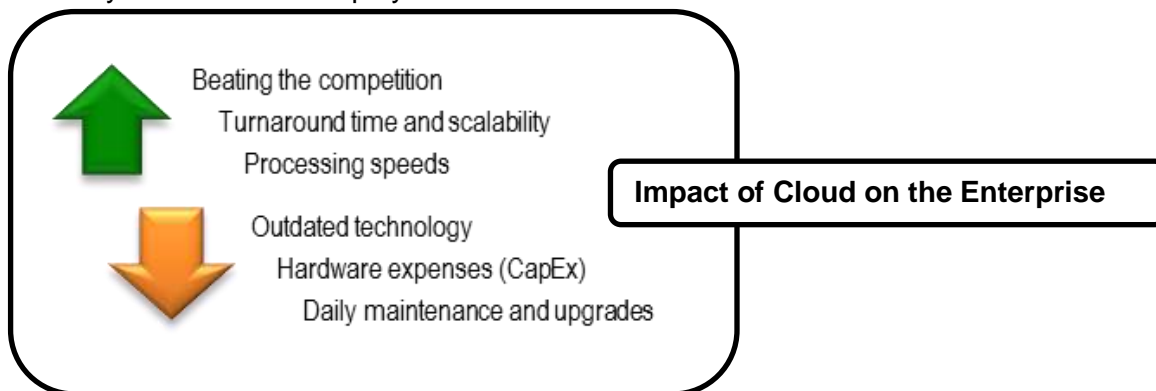 Beating the competition
Turnaround time and scalability
Processing speeds
Impact of Cloud on the Enterprise
Outdated technology
Hardware expenses (CapEx)
Daily maintenance and upgrades